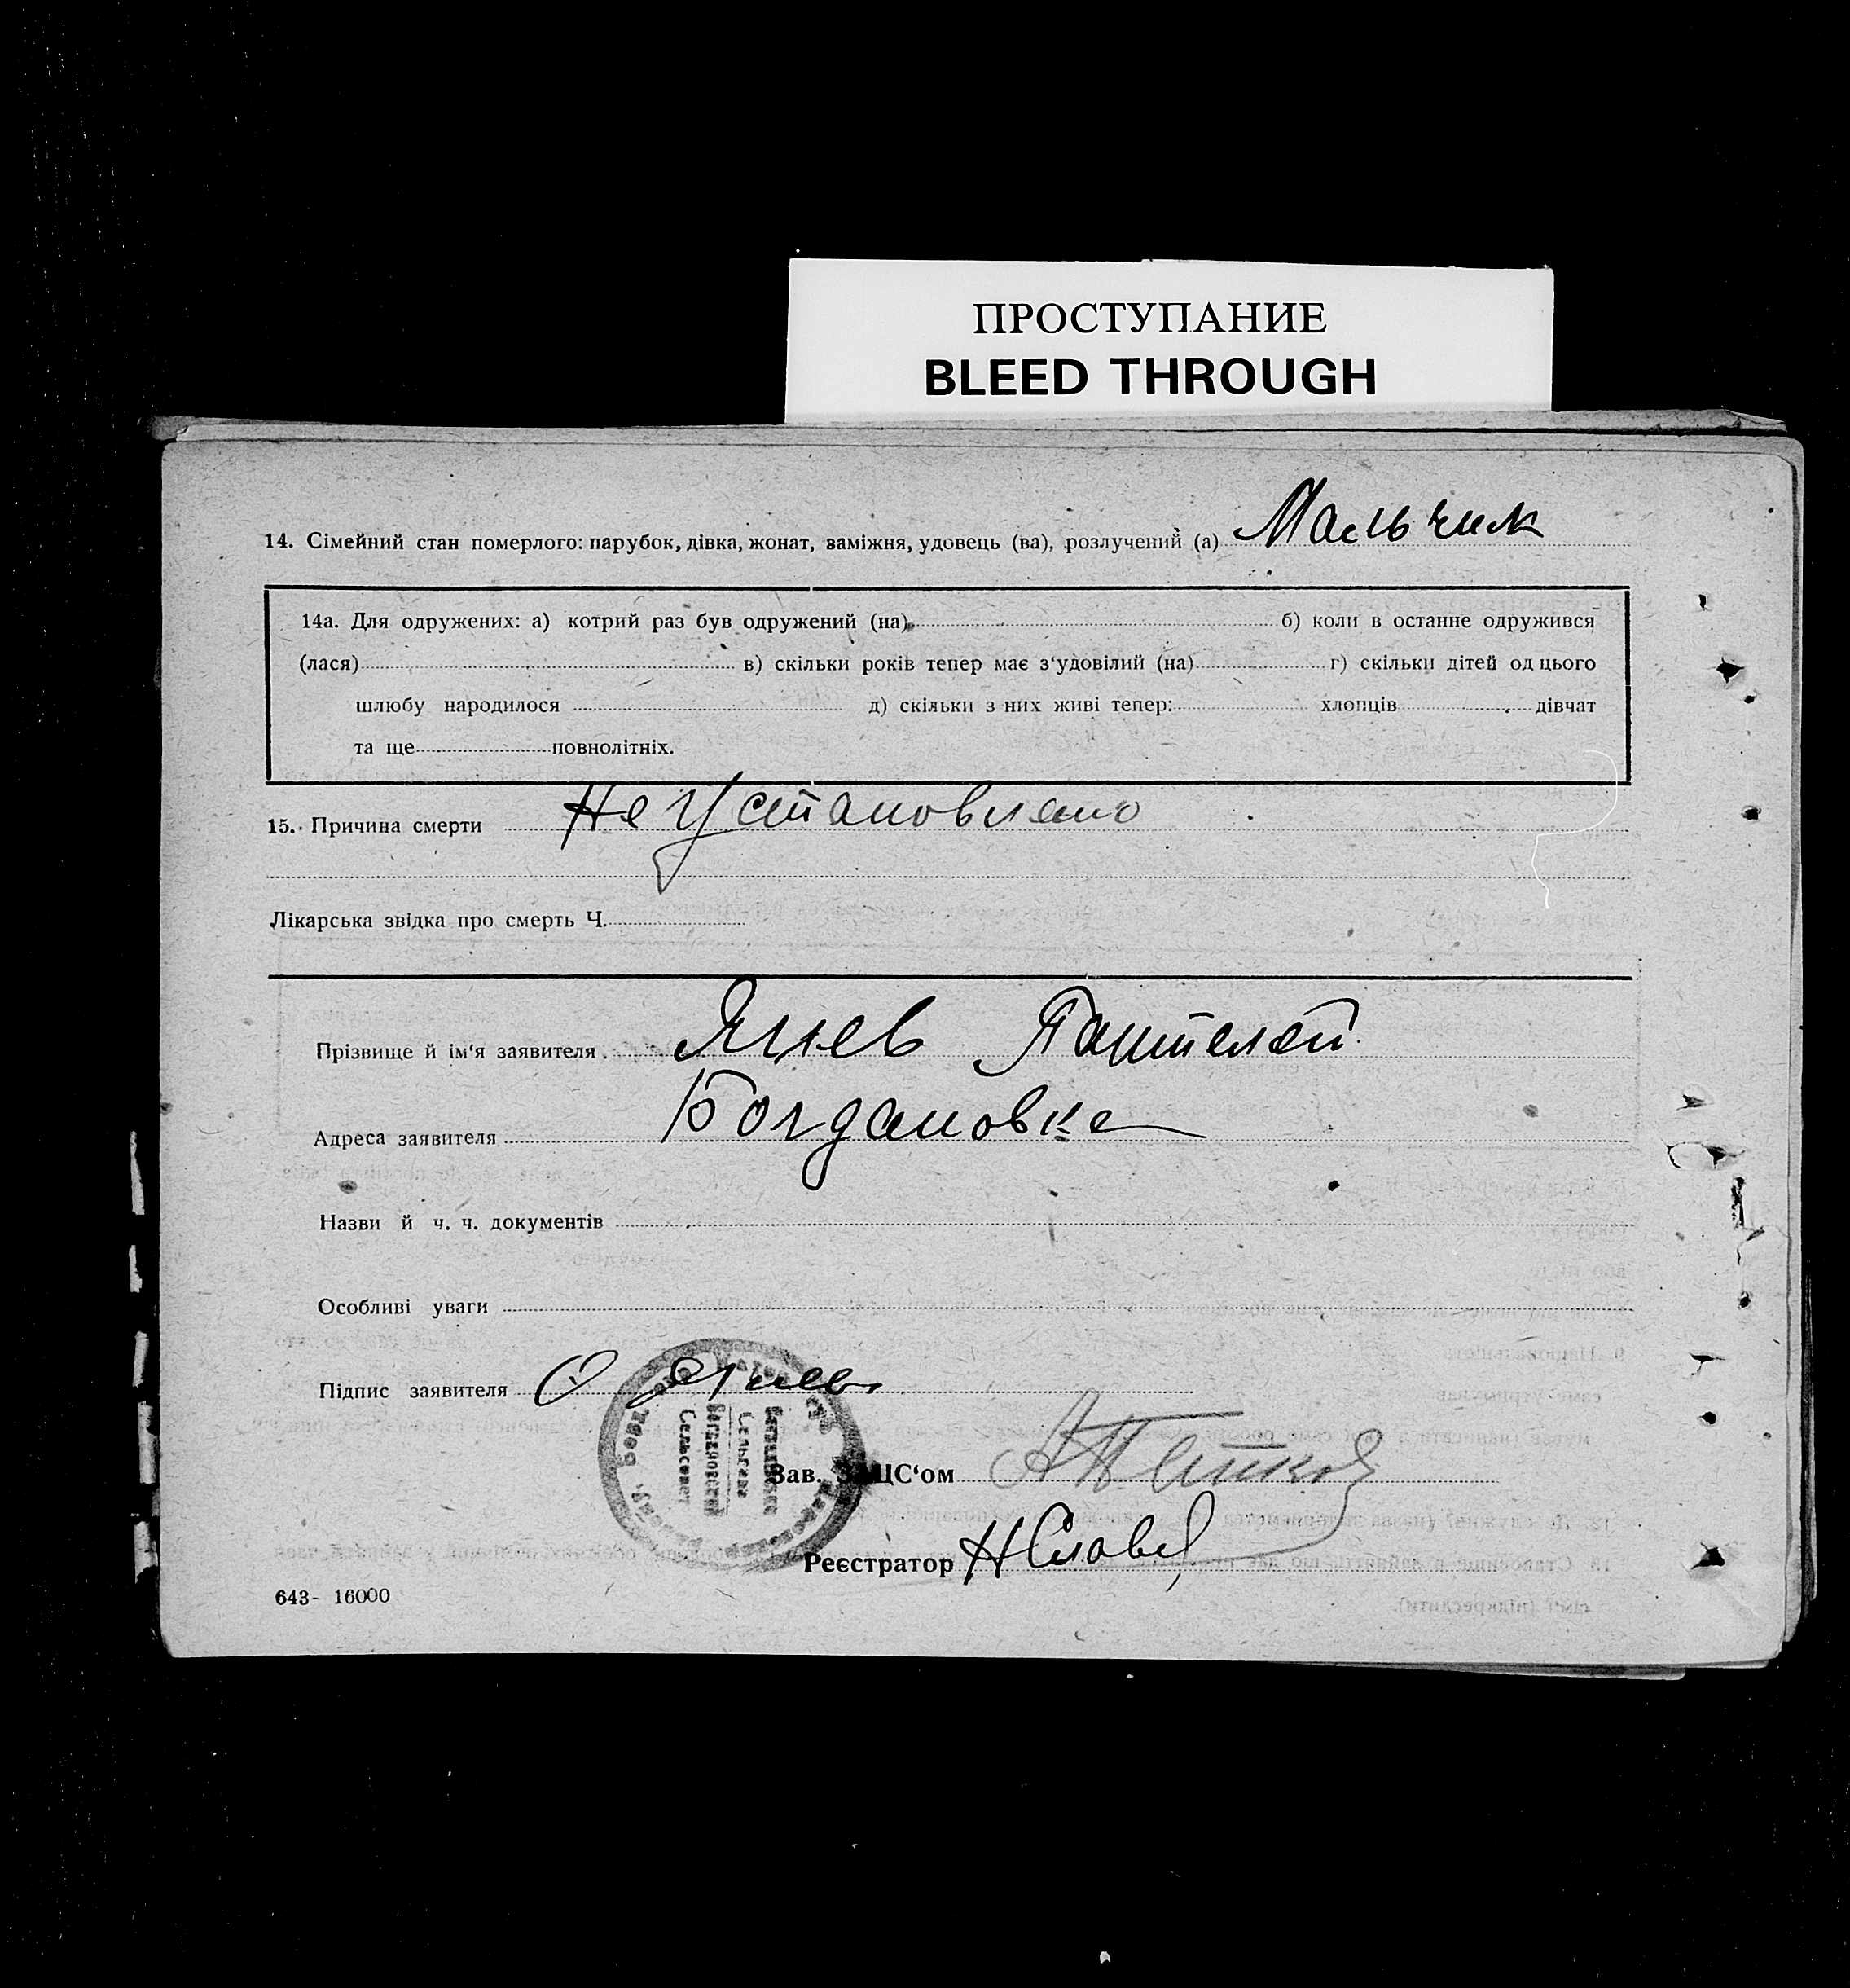 ПРОСТУПАНИЕ
BLEED THROUGH
14. Сімейний стан померлого: парубок, дівка, жонат, заміжня, удовець (ва), розлучений (а) Мальчик
14а. Для одружених: а) котрий раз був одружений (на) б) коли в останне одружився
(лася) в) скільки років тепер має з'удовілий (на) г) скільки дітей од цього
шлюбу народилося д) скільки з них живі тепер: хлопців дівчат
та ще повнолітніх.
15. Причина смерти Не Установлено
Лікарська звідка про смерть Ч.
Прізвище й ім'я заявителя Пантелей
Адреса заявителя Богдановка
Назви й ч. ч. документів
Особливі уваги
Підпис заявителя
Зав. ЗАЦС'ом
Реєстратор
Сельсовет
643- 16000